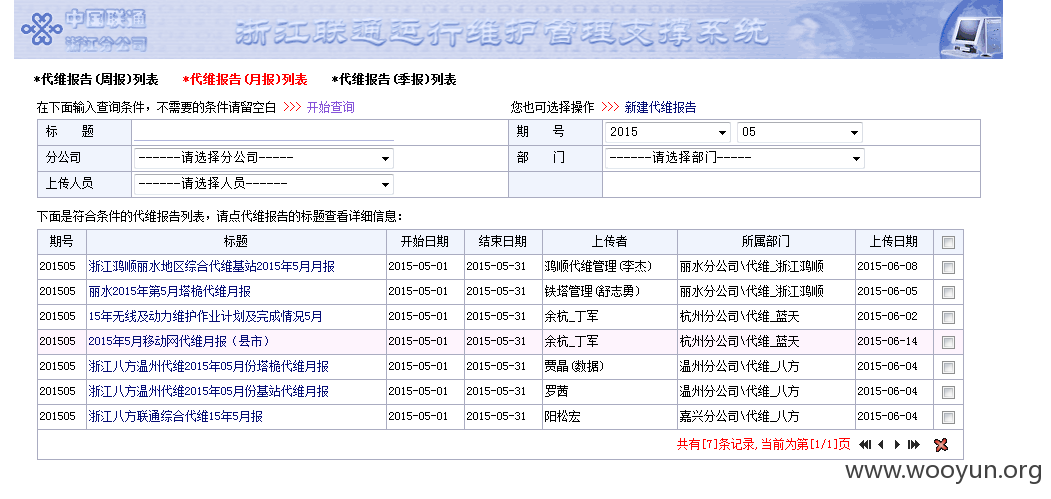 中国联通
浙江分公司
浙江联通运行维护管理支撑系统
*代维报告(周报)列表 *代维报告(月报)列表 *代维报告(季报)列表
在下面输入查询条件，不需要的条件请留空白 >>> 开始查询 您也可选择操作 >>> 新建代维报告
标 题 期 号 2015 05
分公司 ------请选择分公司----- 部 门 ------请选择部门-----
上传人员 ------请选择人员------
下面是符合条件的代维报告列表，请点代维报告的标题查看详细信息：
期号 标题 开始日期 结束日期 上传者 所属部门 上传日期
201505 浙江鸿顺丽水地区综合代维基站2015年5月月报 2015-05-01 2015-05-31 鸿顺代维管理(李杰) 丽水分公司\代维_浙江鸿顺 2015-06-08
201505 丽水2015年第5月塔桅代维月报 2015-05-01 2015-05-31 铁塔管理(舒志勇) 丽水分公司\代维_浙江鸿顺 2015-06-05
201505 15年无线及动力维护作业计划及完成情况5月 2015-05-01 2015-05-31 余杭_丁军 杭州分公司\代维_蓝天 2015-06-02
201505 2015年5月移动网代维月报（县市） 2015-05-01 2015-05-31 余杭_丁军 杭州分公司\代维_蓝天 2015-06-14
201505 浙江八方温州代维2015年05月份塔桅代维月报 2015-05-01 2015-05-31 贾晶(数据) 温州分公司\代维_八方 2015-06-04
201505 浙江八方温州代维2015年05月份基站代维月报 2015-05-01 2015-05-31 罗茜 温州分公司\代维_八方 2015-06-04
201505 浙江八方联通综合代维15年5月报 2015-05-01 2015-05-31 阳松宏 嘉兴分公司\代维_八方 2015-06-04
共有[7]条记录,当前为第[1/1]页
www.wooyun.org